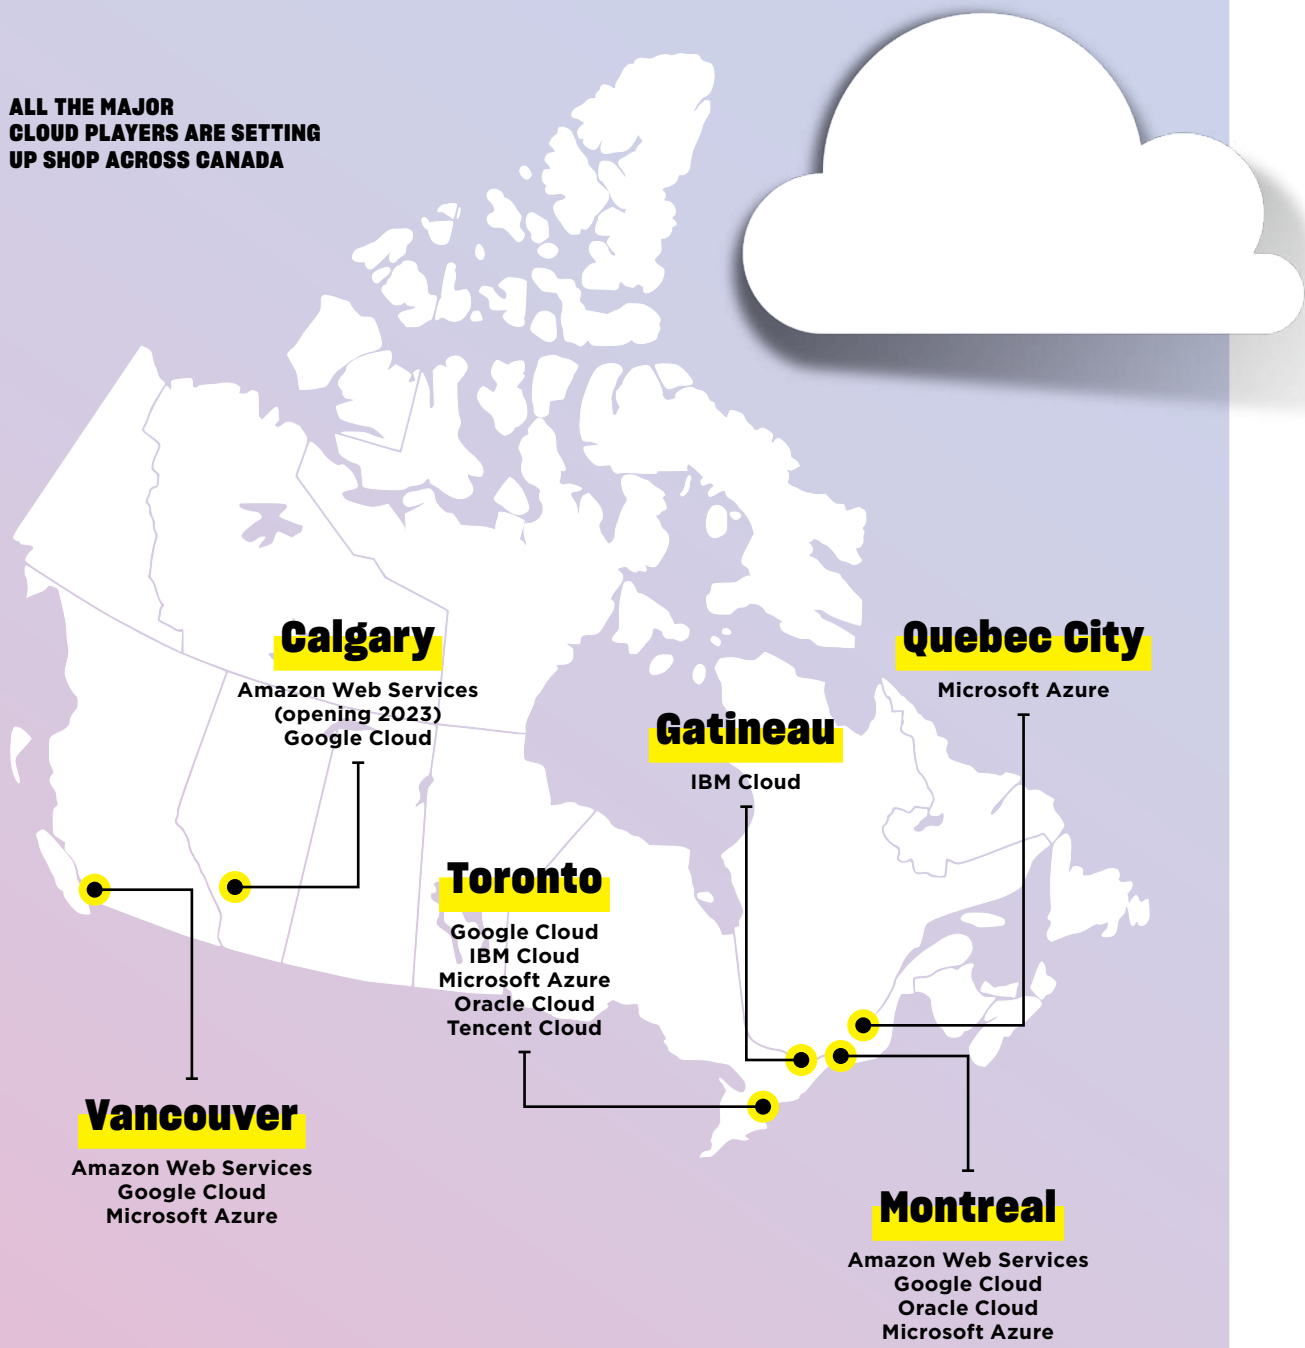 ALL THE MAJOR
CLOUD PLAYERS ARE SETTING
UP SHOP ACROSS CANADA
Calgary
Amazon Web Services
(opening 2023)
Google Cloud
Quebec City
Microsoft Azure
Gatineau
IBM Cloud
Toronto
Google Cloud
IBM Cloud
Microsoft Azure
Oracle Cloud
Tencent Cloud
Vancouver
Amazon Web Services
Google Cloud
Microsoft Azure
Montreal
Amazon Web Services
Google Cloud
Oracle Cloud
Microsoft Azure